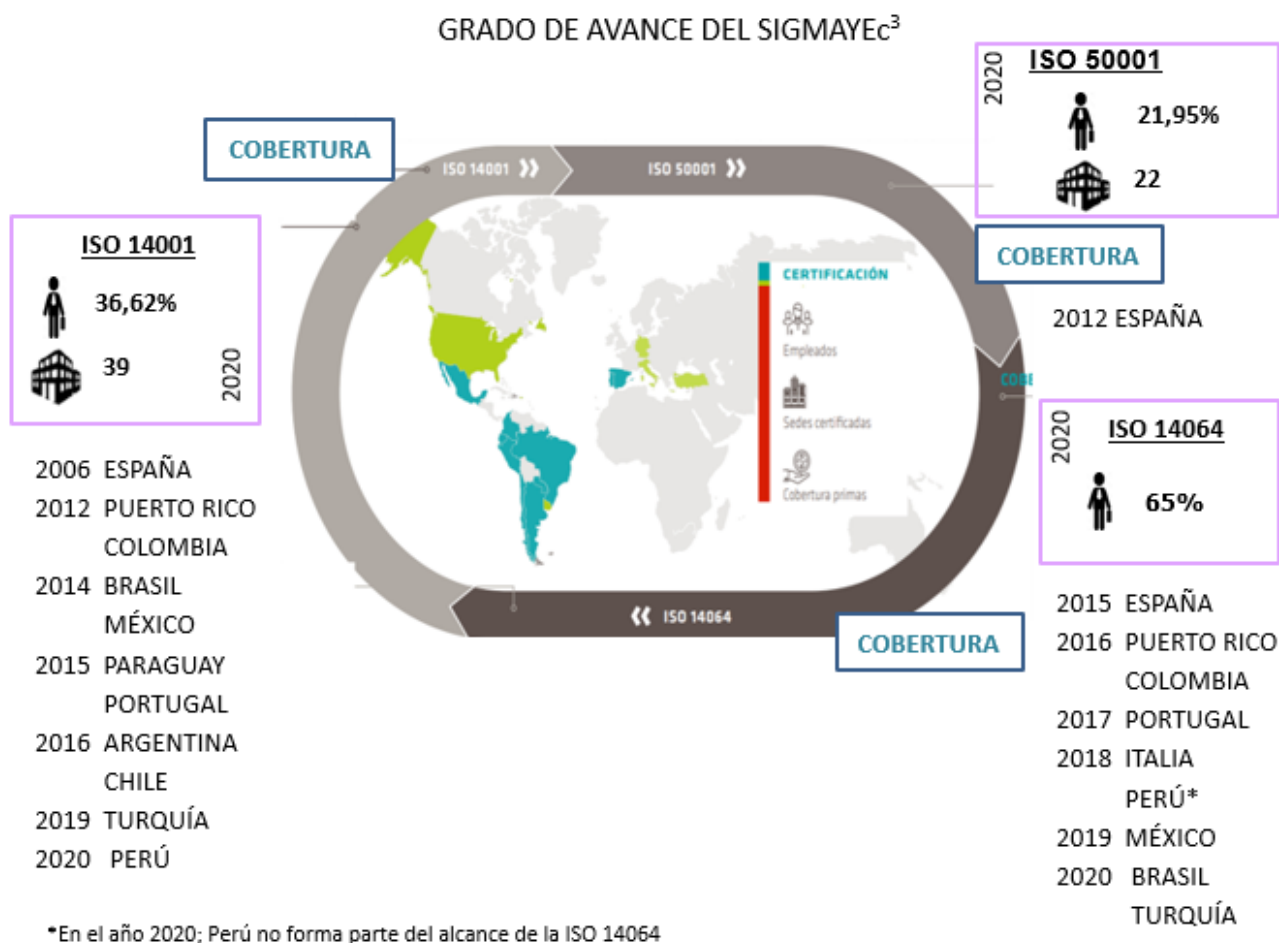 GRADO DE AVANCE DEL SIGMAYEc³
COBERTURA
ISO 14001
ISO 50001
2020
ISO 50001
21,95%
22
COBERTURA
2012 ESPAÑA
ISO 14001
36,62%
39
2020
2006 ESPAÑA
2012 PUERTO RICO
COLOMBIA
2014 BRASIL
MÉXICO
2015 PARAGUAY
PORTUGAL
2016 ARGENTINA
CHILE
2019 TURQUÍA
2020 PERÚ
CERTIFICACIÓN
Empleados
Sedes certificadas
Cobertura primas
ISO 14064
COBERTURA
2020
ISO 14064
65%
2015 ESPAÑA
2016 PUERTO RICO
COLOMBIA
2017 PORTUGAL
2018 ITALIA
PERÚ*
2019 MÉXICO
2020 BRASIL
TURQUÍA
*En el año 2020; Perú no forma parte del alcance de la ISO 14064